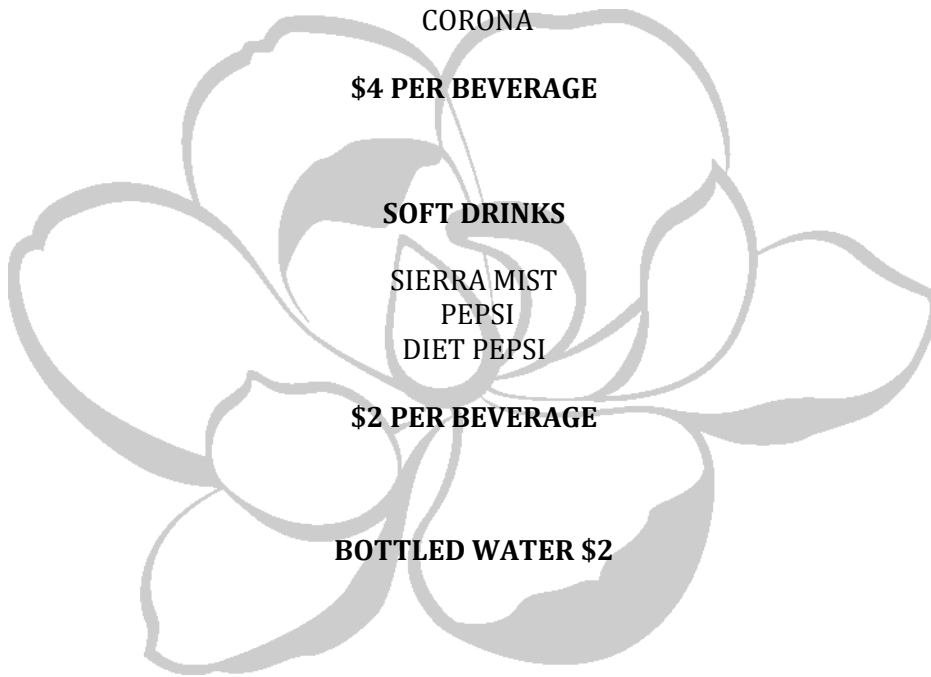 CORONA
$4 PER BEVERAGE
SOFT DRINKS
SIERRA MIST
PEPSI
DIET PEPSI
$2 PER BEVERAGE
BOTTLED WATER $2